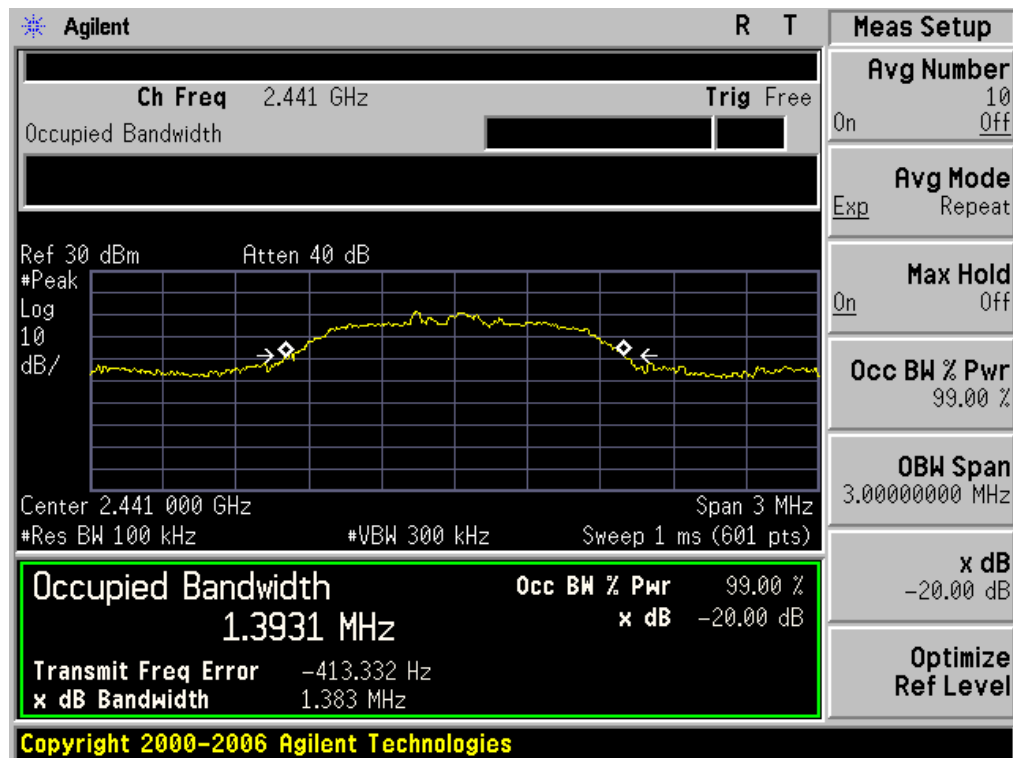 Agilent R T
Ch Freq 2.441 GHz Trig Free
Occupied Bandwidth
Ref 30 dBm Atten 40 dB
#Peak
Log
10
dB/
Center 2.441 000 GHz Span 3 MHz
#Res BW 100 kHz #VBW 300 kHz Sweep 1 ms (601 pts)
Occupied Bandwidth Occ BW % Pwr 99.00 %
1.3931 MHz x dB -20.00 dB
Transmit Freq Error -413.332 Hz
x dB Bandwidth 1.383 MHz
Copyright 2000-2006 Agilent Technologies
Meas Setup
Avg Number
10
On Off
Avg Mode
Exp Repeat
Max Hold
On Off
Occ BW % Pwr
99.00 %
OBW Span
3.00000000 MHz
x dB
-20.00 dB
Optimize
Ref Level